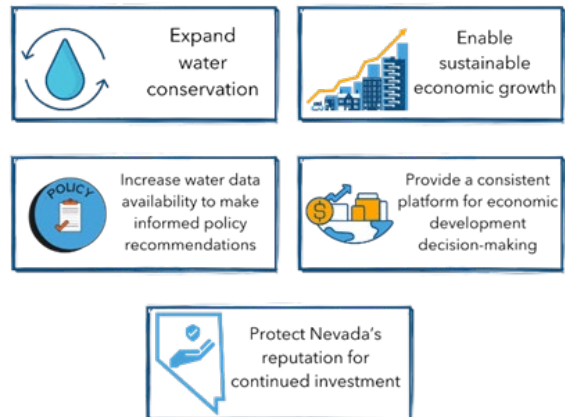 Expand
water
conservation
Enable
sustainable
economic growth
POLICY
Increase water data
availability to make
informed policy
recommendations
$
Provide a consistent
platform for economic
development
decision-making
Protect Nevada's
reputation for
continued investment